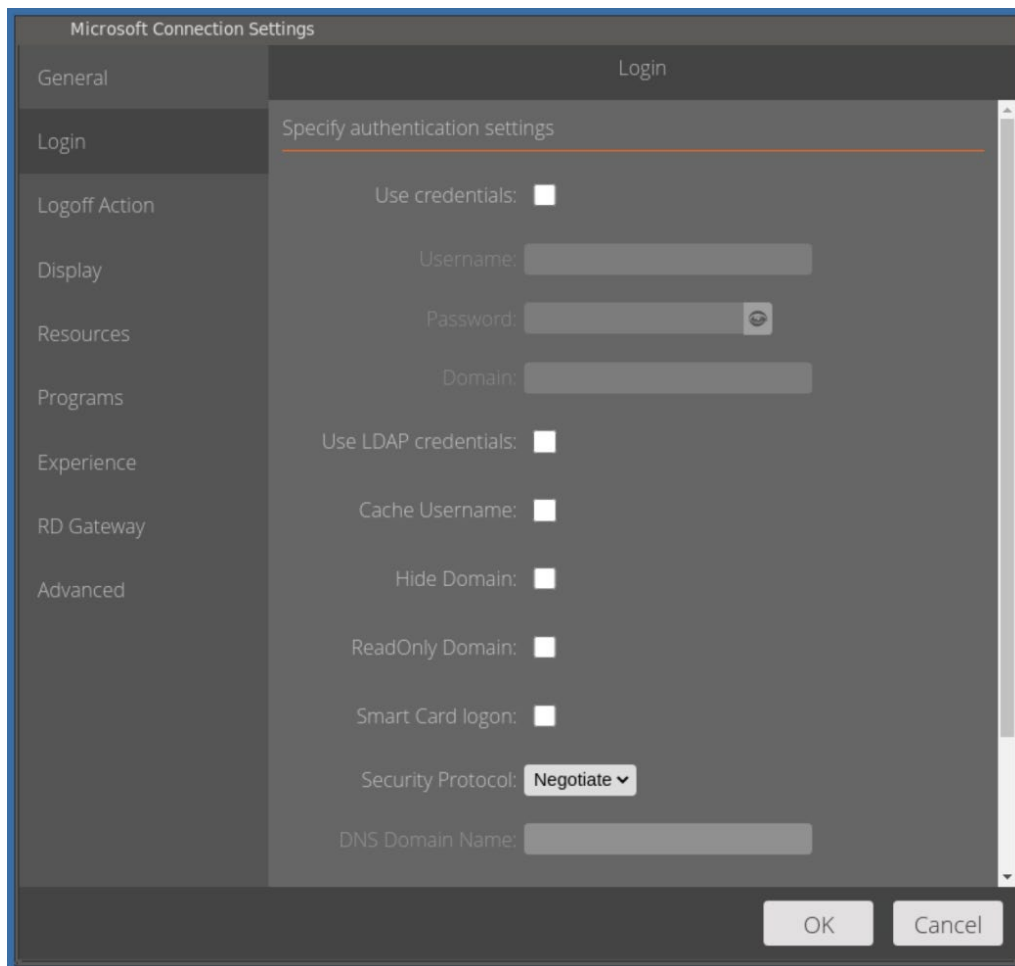 Microsoft Connection Settings
General
Login
Logoff Action
Display
Resources
Programs
Experience
RD Gateway
Advanced
Login
Specify authentication settings
Use credentials:
Username:
Password:
Domain:
Use LDAP credentials:
Cache Username:
Hide Domain:
ReadOnly Domain:
Smart Card logon:
Security Protocol: Negotiate
DNS Domain Name:
OK Cancel